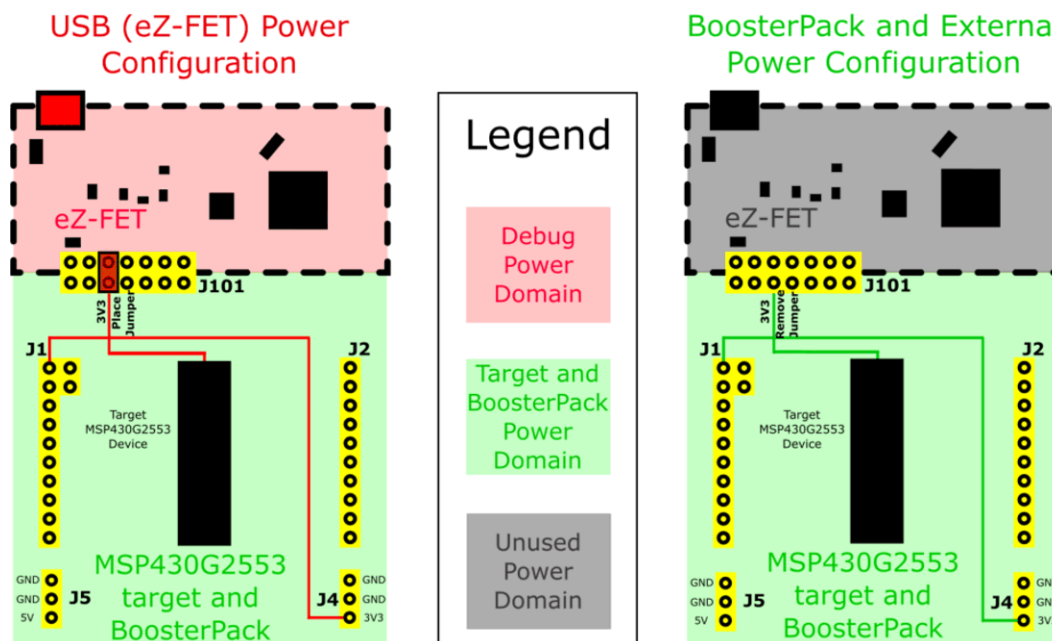 USB (eZ-FET) Power
Configuration
eZ-FET
J101
3V3
Place
Jumper
J1
J2
Target
MSP430G2553
Device
MSP430G2553
target and
BoosterPack
GND
GND
5V
J5
J4
GND
GND
3V3
Legend
Debug
Power
Domain
Target and
BoosterPack
Power
Domain
Unused
Power
Domain
BoosterPack and Externa
Power Configuration
eZ-FET
J101
3V3
Remove
Jumper
J1
J2
Target
MSP430G2553
Device
MSP430G2553
target and
BoosterPack
GND
GND
5V
J5
J4
GN
GN
3V